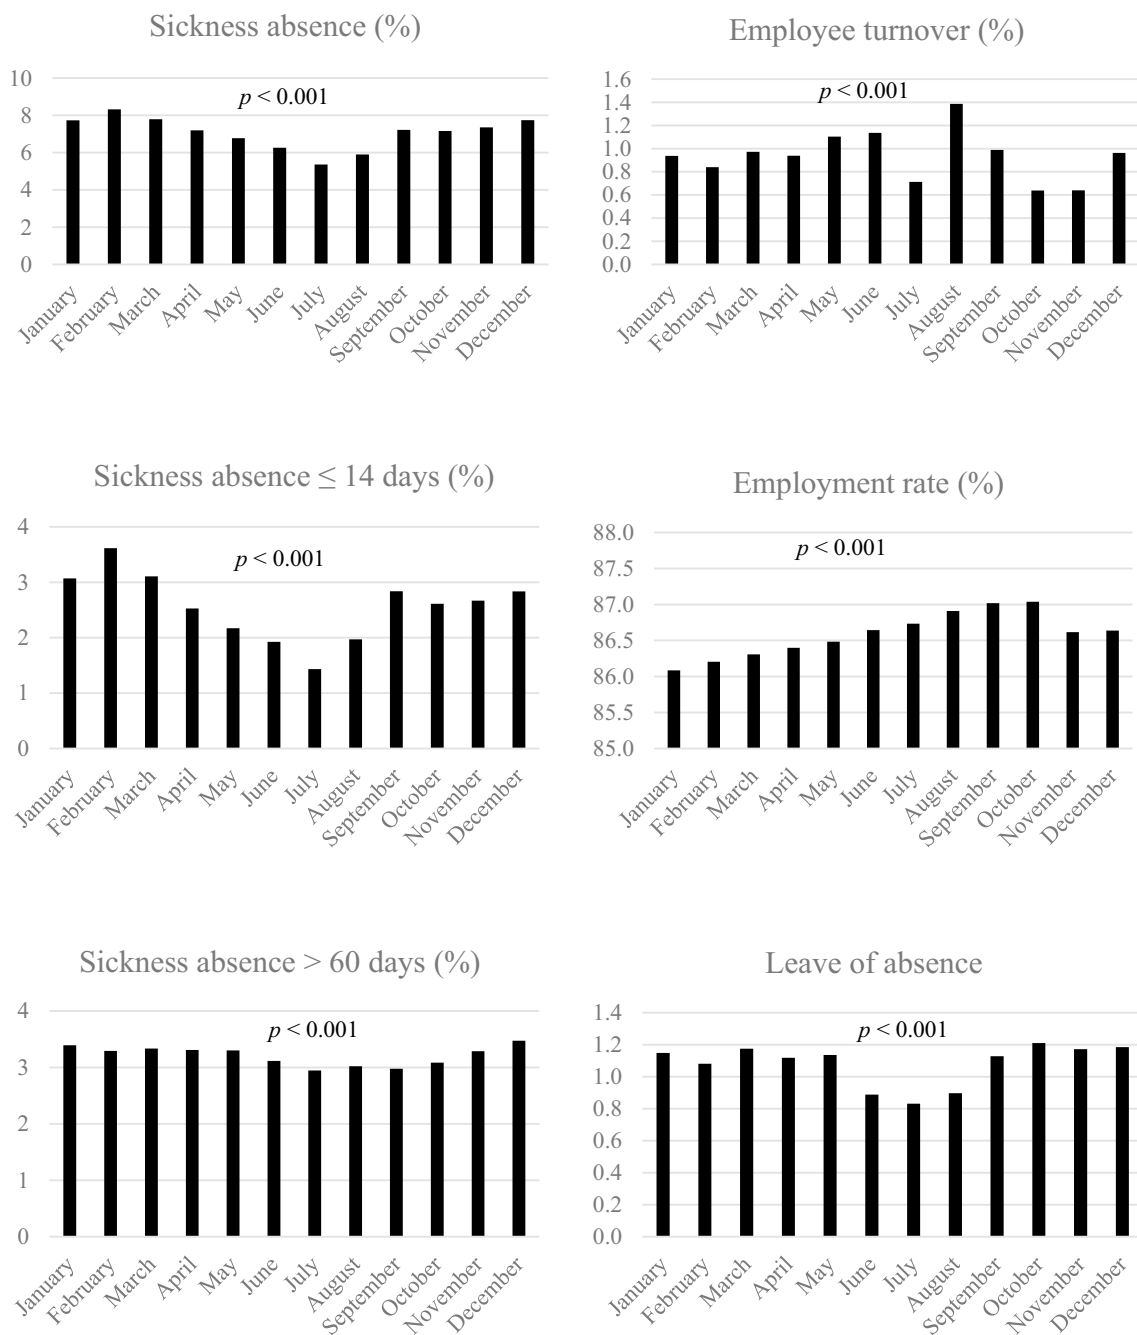 Sickness absence (%)
10
8
6
4
2
0
p < 0.001
January
February
March
April
May
June
July
August
September
October
November
December
Employee turnover (%)
1.6
1.4
1.2
1.0
0.8
0.6
0.4
0.2
0.0
p < 0.001
January
February
March
April
May
June
July
August
September
October
November
December
Sickness absence ≤ 14 days (%)
4
3
2
1
0
p < 0.001
January
February
March
April
May
June
July
August
September
October
November
December
Employment rate (%)
88.0
87.5
87.0
86.5
86.0
85.5
85.0
p < 0.001
January
February
March
April
May
June
July
August
September
October
November
December
Sickness absence > 60 days (%)
4
3
2
1
0
p < 0.001
January
February
March
April
May
June
July
August
September
October
November
December
Leave of absence
1.4
1.2
1.0
0.8
0.6
0.4
0.2
0.0
p < 0.001
January
February
March
April
May
June
July
August
September
October
November
December